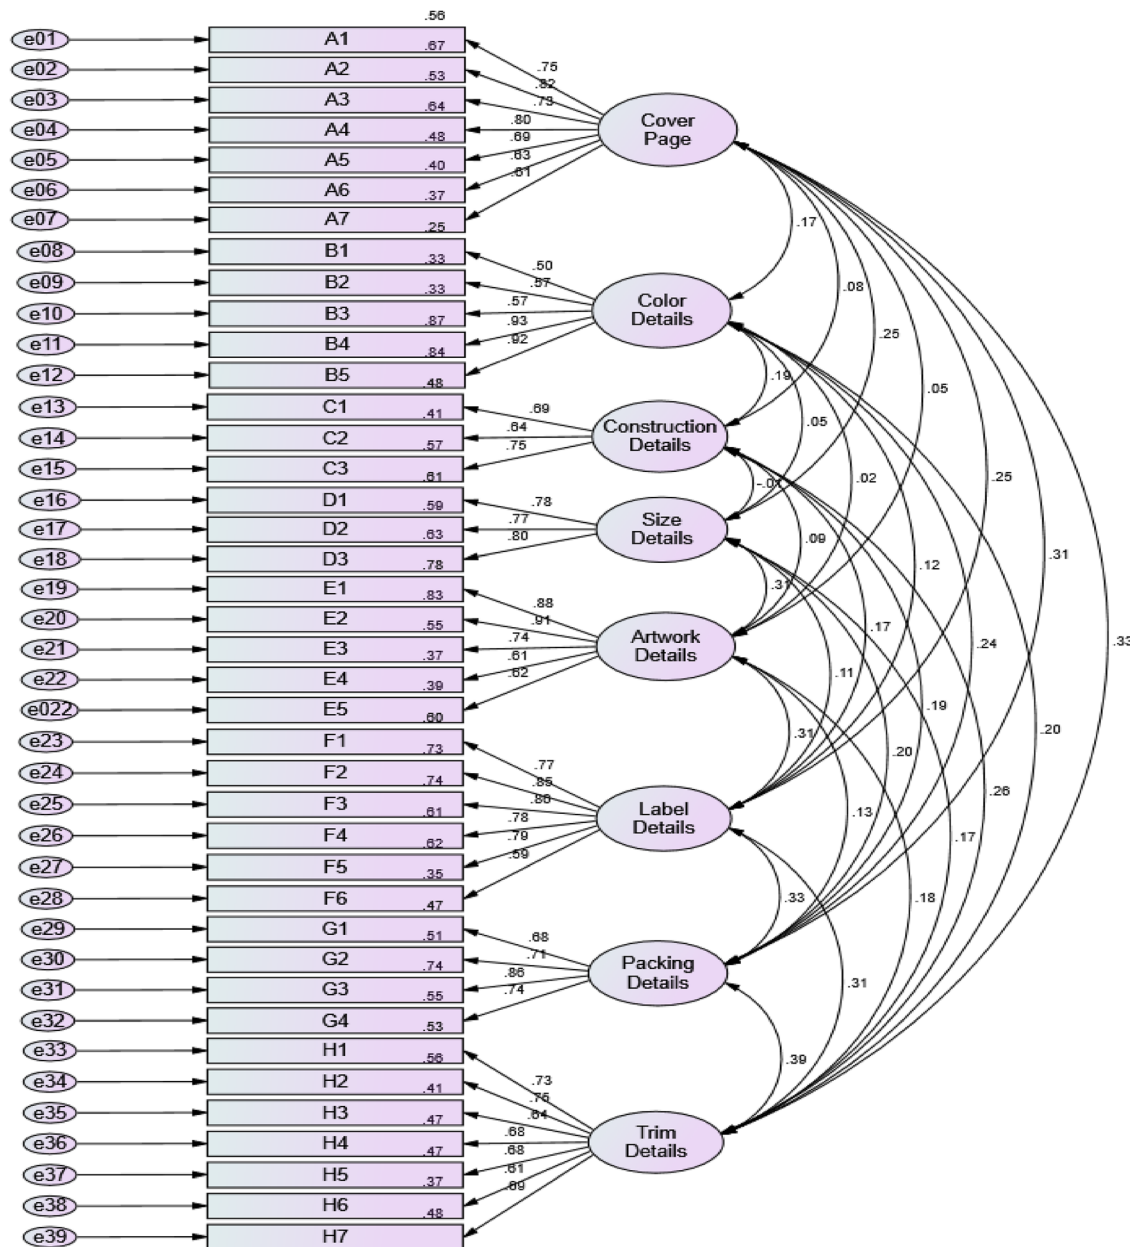 .56
e01 A1 .67
e02 A2 .53
e03 A3 .64
e04 A4 .48
e05 A5 .40
e06 A6 .37
e07 A7 .25
e08 B1 .33
e09 B2 .33
e10 B3 .87
e11 B4 .84
e12 B5 .48
e13 C1 .41
e14 C2 .57
e15 C3 .61
e16 D1 .59
e17 D2 .63
e18 D3 .78
e19 E1 .83
e20 E2 .55
e21 E3 .37
e22 E4 .39
e022 E5 .60
e23 F1 .73
e24 F2 .74
e25 F3 .61
e26 F4 .62
e27 F5 .35
e28 F6 .47
e29 G1 .51
e30 G2 .74
e31 G3 .55
e32 G4 .53
e33 H1 .56
e34 H2 .41
e35 H3 .47
e36 H4 .47
e37 H5 .37
e38 H6 .48
e39 H7
.75
.82
.73
.80
.69
.63
.61
Cover
Page
.50
.57
.57
.93
.92
Color
Details
.69
.64
.75
Construction
Details
.78
.77
.80
Size
Details
.88
.91
.74
.61
.62
Artwork
Details
.77
.85
.86
.78
.79
.59
Label
Details
.68
.71
.86
.74
Packing
Details
.73
.75
.64
.68
.68
.61
.69
Trim
Details
.17
.08
.25
.05
.19
.05
.02
.25
-.01
.09
.12
.31
.31
.17
.24
.33
.11
.19
.31
.20
.20
.26
.13
.17
.33
.18
.31
.39